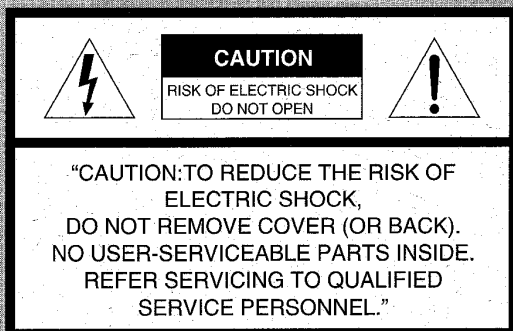 CAUTION
RISK OF ELECTRIC SHOCK
DO NOT OPEN
“CAUTION:TO REDUCE THE RISK OF
ELECTRIC SHOCK,
DO NOT REMOVE COVER (OR BACK).
NO USER-SERVICEABLE PARTS INSIDE.
REFER SERVICING TO QUALIFIED
SERVICE PERSONNEL.”